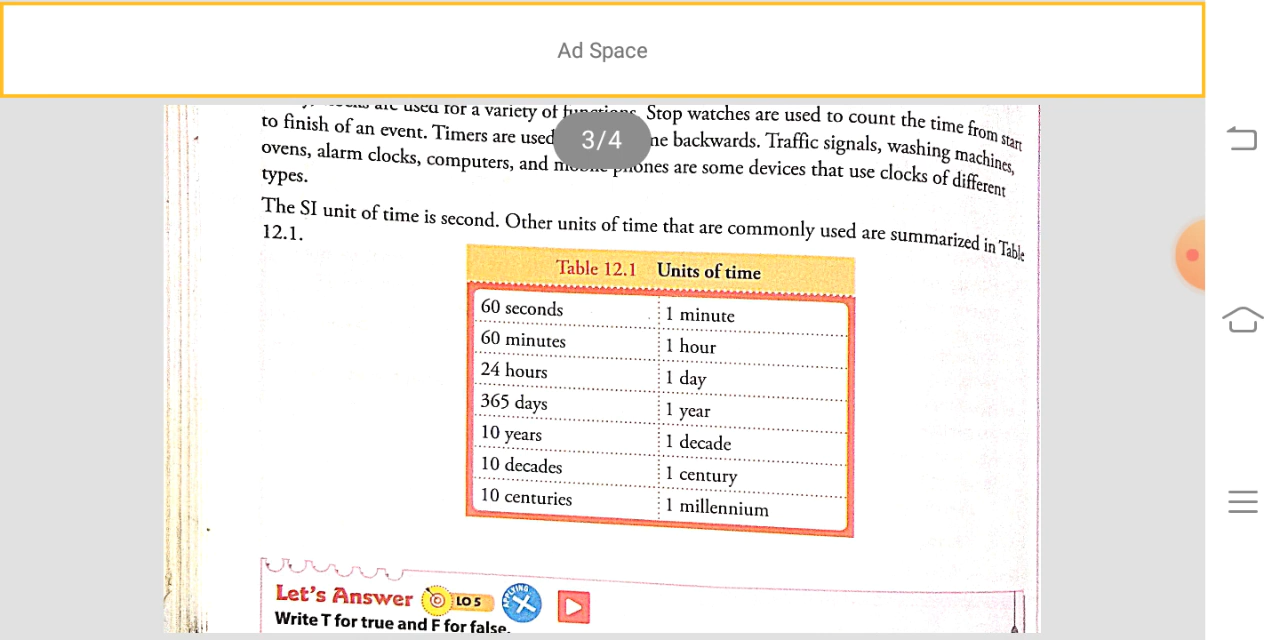 Ad Space
are used for a variety of functions. Stop watches are used to count the time from start
to finish of an event. Timers are used
3/4
backwards. Traffic signals, washing machines,
ovens, alarm clocks, computers, and mobile phones are some devices that use clocks of different
types.
The SI unit of time is second. Other units of time that are commonly used are summarized in Table
12.1.
Table 12.1 Units of time
60 seconds 1 minute
60 minutes 1 hour
24 hours 1 day
365 days 1 year
10 years 1 decade
10 decades 1 century
10 centuries 1 millennium
Let's Answer LO 5 APPLYING
Write T for true and F for false.